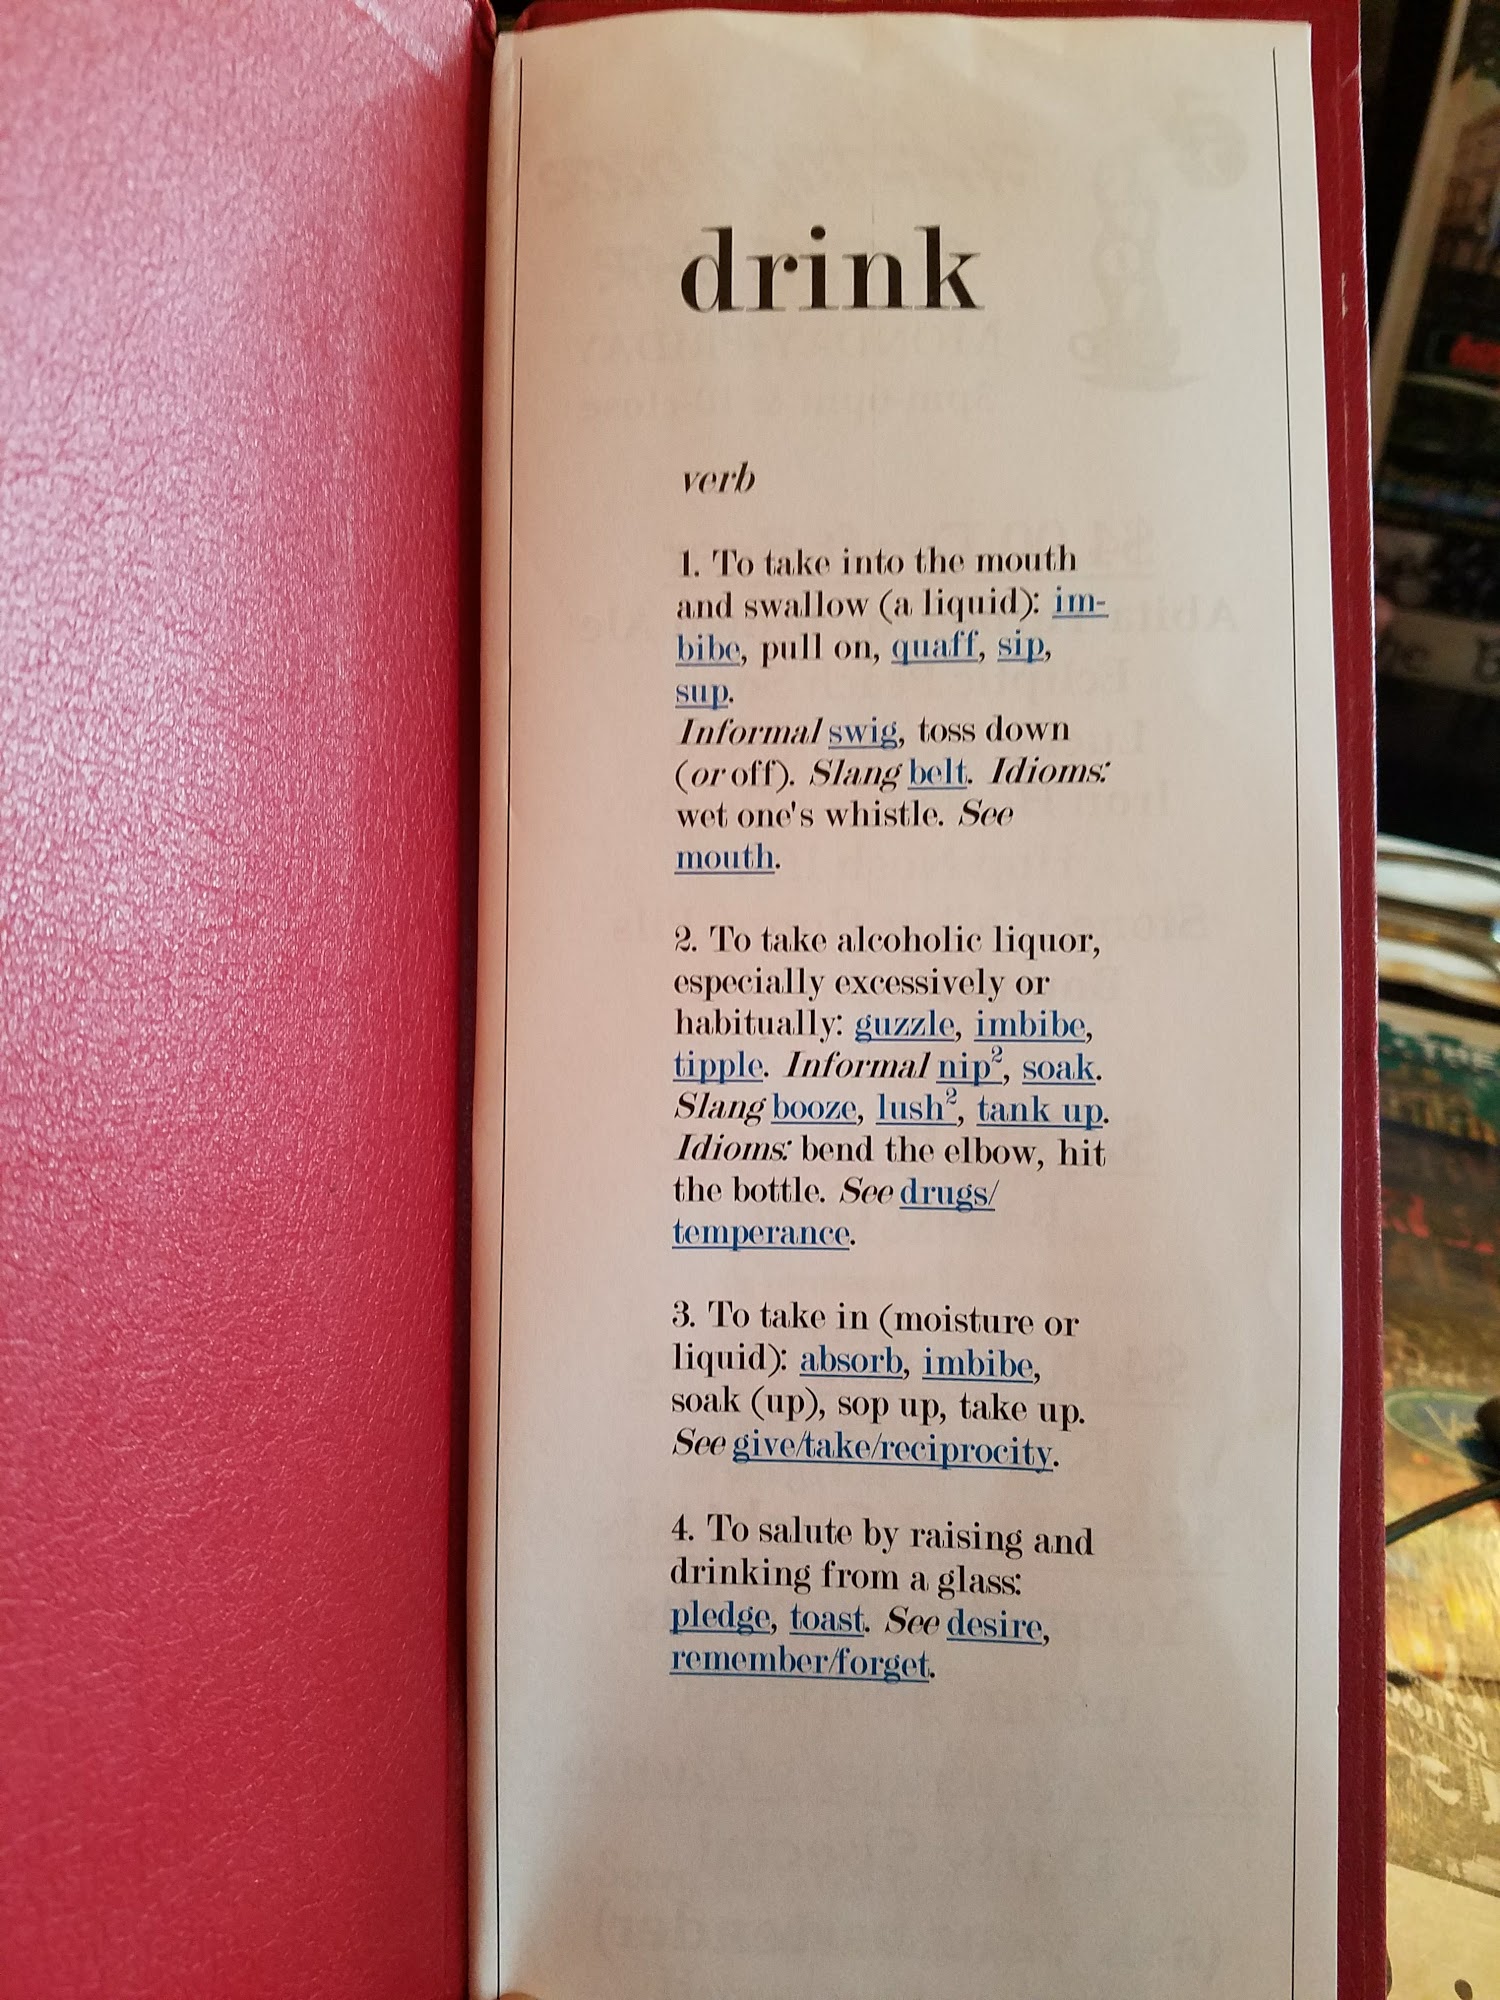 drink
verb
1. To take into the mouth
and swallow (a liquid): im-
bibe, pull on, quaff, sip,
sup.
Informal swig, toss down
(or off). Slang belt. Idioms:
wet one's whistle. See
mouth.
2. To take alcoholic liquor,
especially excessively or
habitually: guzzle, imbibe,
tipple. Informal nip², soak.
Slang booze, lush², tank up.
Idioms: bend the elbow, hit
the bottle. See drugs/
temperance.
3. To take in (moisture or
liquid): absorb, imbibe,
soak (up), sop up, take up.
See give/take/reciprocity.
4. To salute by raising and
drinking from a glass:
pledge, toast. See desire,
remember/forget.